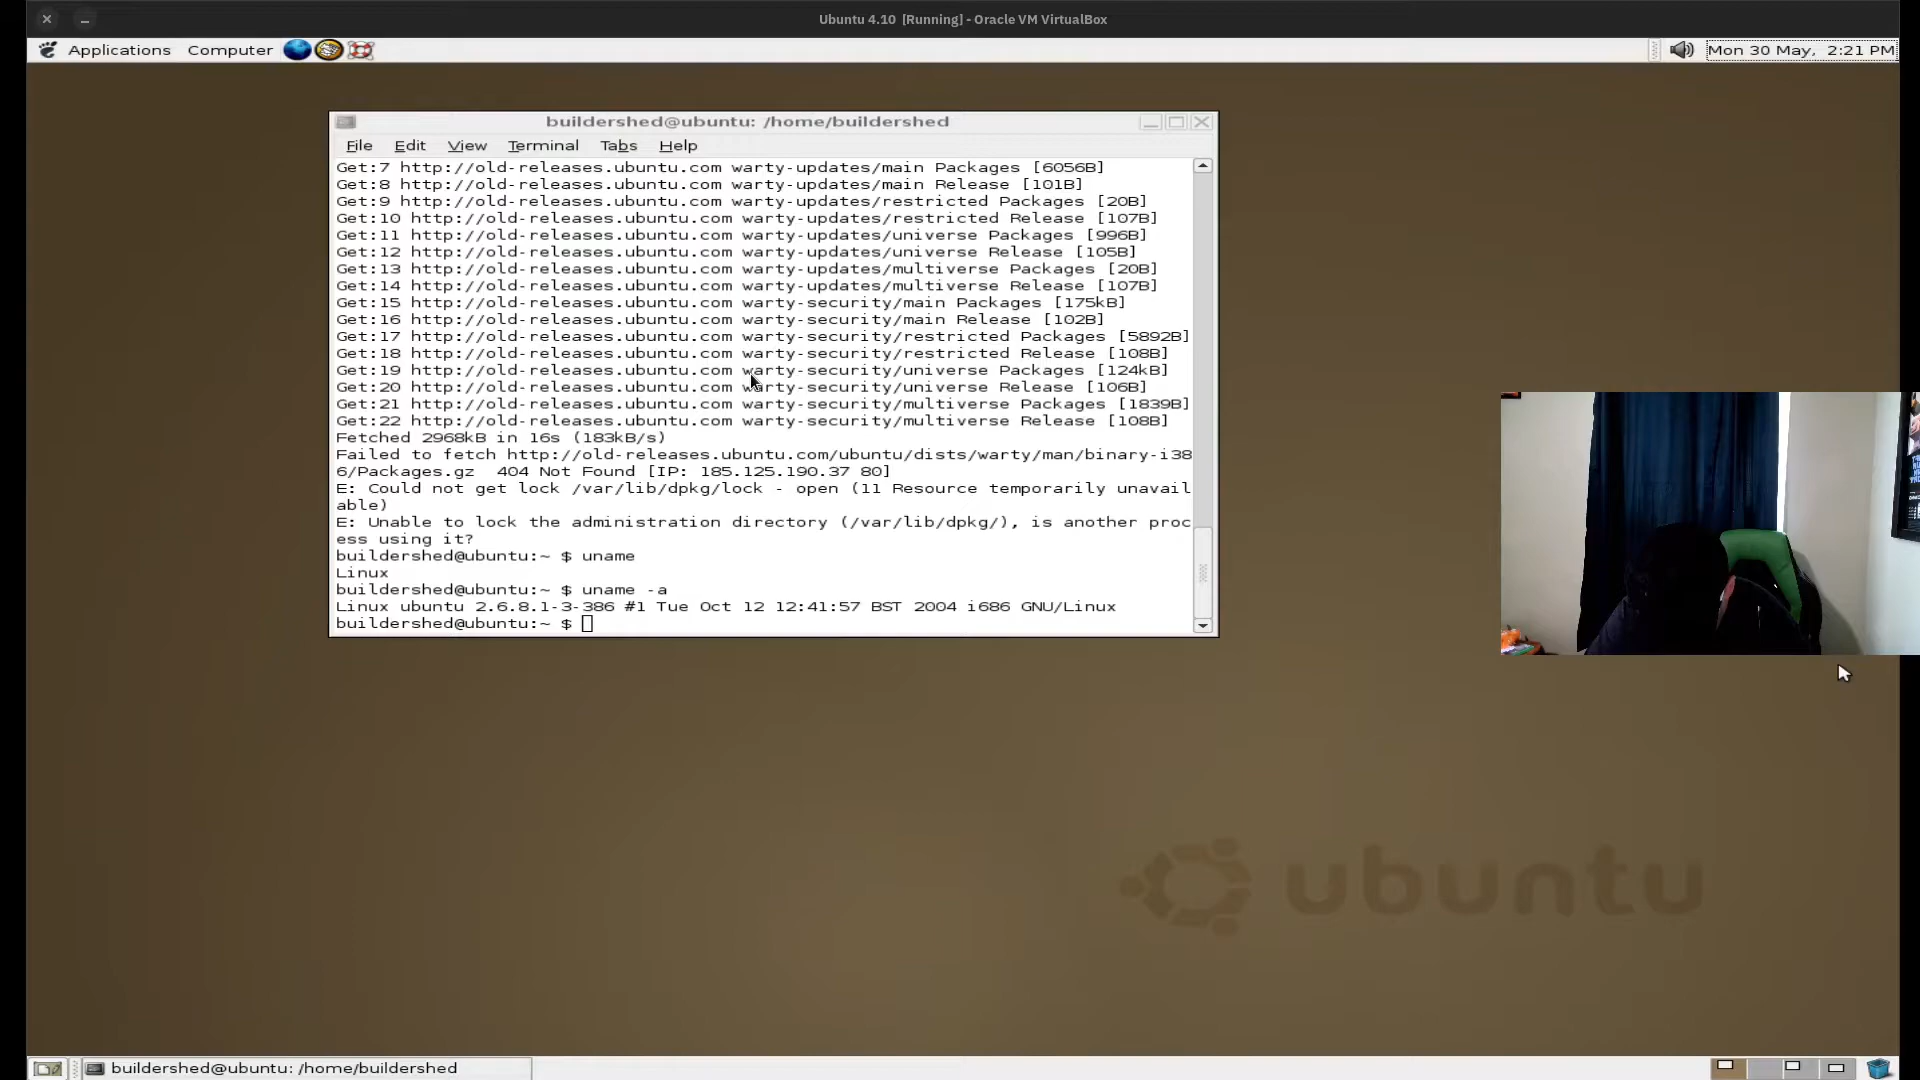 Ubuntu 4.10 [Running] - Oracle VM VirtualBox
Applications Computer
Mon 30 May, 2:21 PM
buildershed@ubuntu: /home/buildershed
File Edit View Terminal Tabs Help
Get:7 http://old-releases.ubuntu.com warty-updates/main Packages [6056B]
Get:8 http://old-releases.ubuntu.com warty-updates/main Release [101B]
Get:9 http://old-releases.ubuntu.com warty-updates/restricted Packages [20B]
Get:10 http://old-releases.ubuntu.com warty-updates/restricted Release [107B]
Get:11 http://old-releases.ubuntu.com warty-updates/universe Packages [996B]
Get:12 http://old-releases.ubuntu.com warty-updates/universe Release [105B]
Get:13 http://old-releases.ubuntu.com warty-updates/multiverse Packages [20B]
Get:14 http://old-releases.ubuntu.com warty-updates/multiverse Release [107B]
Get:15 http://old-releases.ubuntu.com warty-security/main Packages [175kB]
Get:16 http://old-releases.ubuntu.com warty-security/main Release [102B]
Get:17 http://old-releases.ubuntu.com warty-security/restricted Packages [5892B]
Get:18 http://old-releases.ubuntu.com warty-security/restricted Release [108B]
Get:19 http://old-releases.ubuntu.com warty-security/universe Packages [124kB]
Get:20 http://old-releases.ubuntu.com warty-security/universe Release [106B]
Get:21 http://old-releases.ubuntu.com warty-security/multiverse Packages [1839B]
Get:22 http://old-releases.ubuntu.com warty-security/multiverse Release [108B]
Fetched 2968kB in 16s (183kB/s)
Failed to fetch http://old-releases.ubuntu.com/ubuntu/dists/warty/man/binary-i38
6/Packages.gz  404 Not Found [IP: 185.125.190.37 80]
E: Could not get lock /var/lib/dpkg/lock - open (11 Resource temporarily unavail
able)
E: Unable to lock the administration directory (/var/lib/dpkg/), is another proc
ess using it?
buildershed@ubuntu:~ $ uname
Linux
buildershed@ubuntu:~ $ uname -a
Linux ubuntu 2.6.8.1-3-386 #1 Tue Oct 12 12:41:57 BST 2004 i686 GNU/Linux
buildershed@ubuntu:~ $
ubuntu
buildershed@ubuntu: /home/buildershed